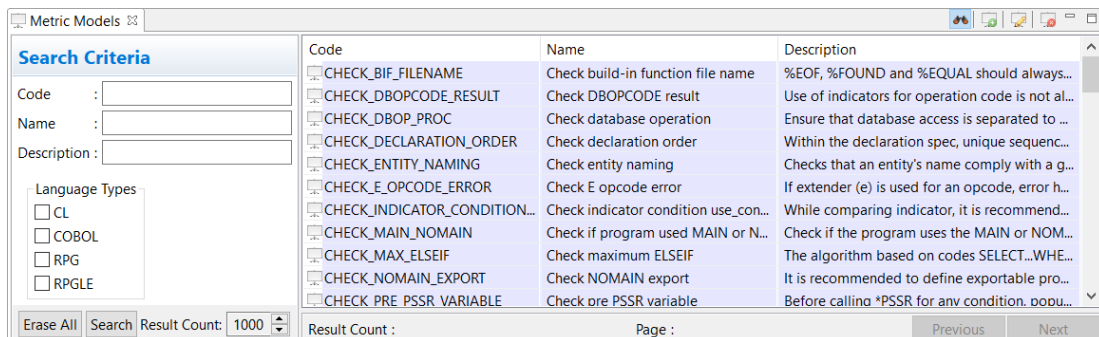 Metric Models
Search Criteria
Code :
Name :
Description :
Language Types
CL
COBOL
RPG
RPGLE
Erase All Search Result Count: 1000
Code Name Description
CHECK_BIF_FILENAME Check build-in function file name %EOF, %FOUND and %EQUAL should always...
CHECK_DBOPCODE_RESULT Check DBOPCODE result Use of indicators for operation code is not al...
CHECK_DBOP_PROC Check database operation Ensure that database access is separated to ...
CHECK_DECLARATION_ORDER Check declaration order Within the declaration spec, unique sequenc...
CHECK_ENTITY_NAMING Check entity naming Checks that an entity's name comply with a g...
CHECK_E_OPCODE_ERROR Check E opcode error If extender (e) is used for an opcode, error h...
CHECK_INDICATOR_CONDITION... Check indicator condition use_con... While comparing indicator, it is recommend...
CHECK_MAIN_NOMAIN Check if program used MAIN or N... Check if the program uses the MAIN or NOM...
CHECK_MAX_ELSEIF Check maximum ELSEIF The algorithm based on codes SELECT...WHE...
CHECK_NOMAIN_EXPORT Check NOMAIN export It is recommended to define exportable pro...
CHECK_PRE_PSSR_VARIABLE Check pre PSSR variable Before calling *PSSR for any condition, popu...
Result Count : Page : Previous Next